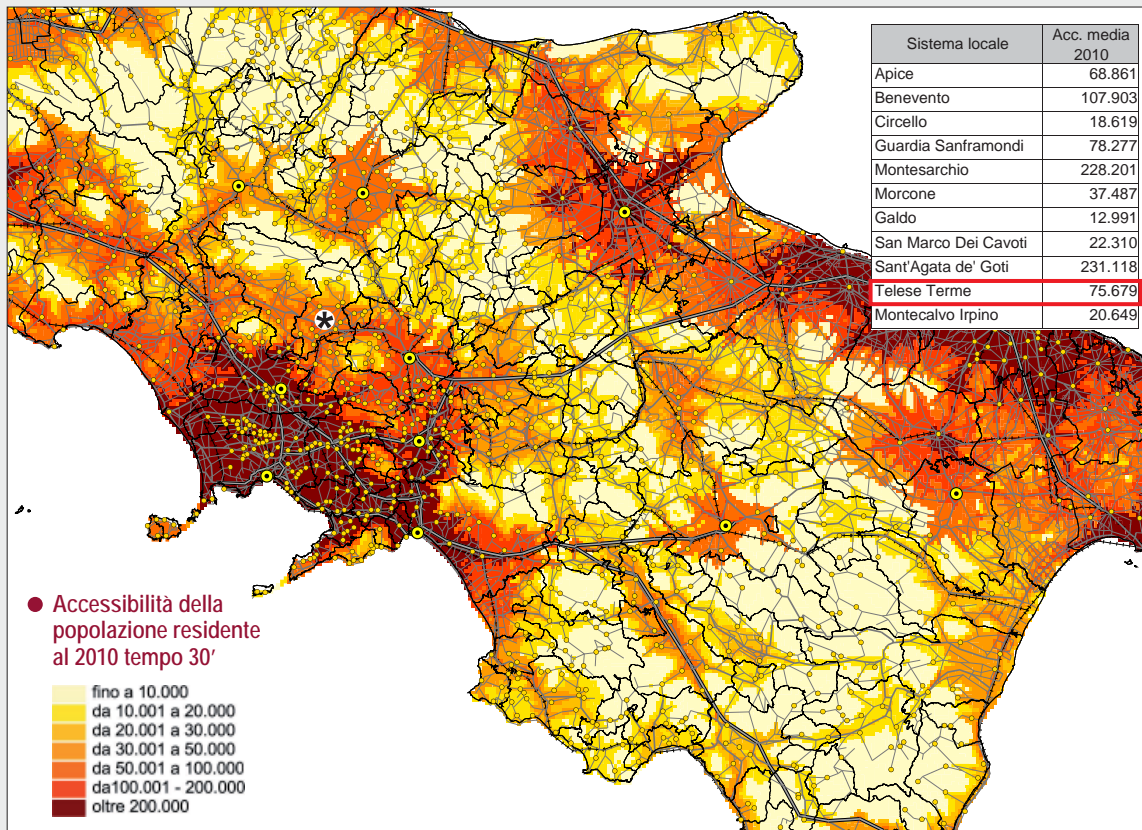 Sistema locale Acc. media 2010
Apice 68.861
Benevento 107.903
Circello 18.619
Guardia Sanframondi 78.277
Montesarchio 228.201
Morcone 37.487
Galdo 12.991
San Marco Dei Cavoti 22.310
Sant'Agata de' Goti 231.118
Telese Terme 75.679
Montecalvo Irpino 20.649
*
Accessibilità della
popolazione residente
al 2010 tempo 30'
fino a 10.000
da 10.001 a 20.000
da 20.001 a 30.000
da 30.001 a 50.000
da 50.001 a 100.000
da100.001 - 200.000
oltre 200.000